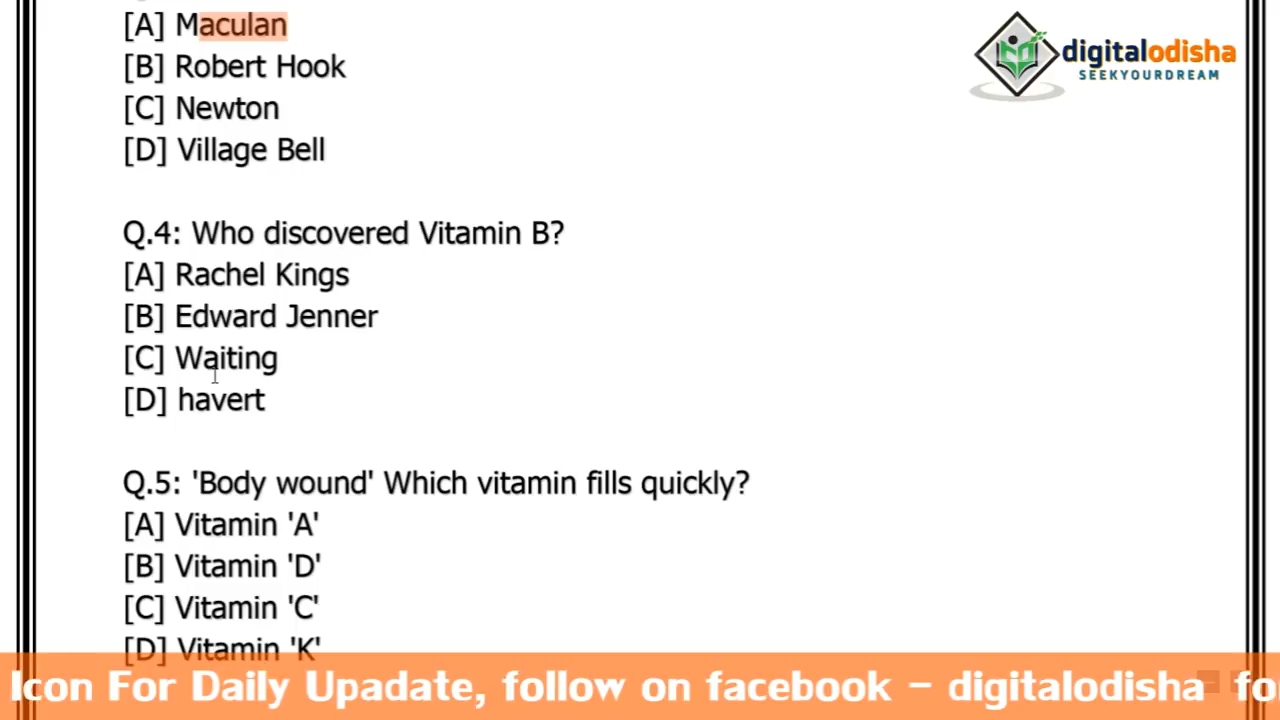 [A] Maculan
[B] Robert Hook
[C] Newton
[D] Village Bell
digitalodisha
SEEKYOURDREAM
Q.4: Who discovered Vitamin B?
[A] Rachel Kings
[B] Edward Jenner
[C] Waiting
[D] havert
Q.5: 'Body wound' Which vitamin fills quickly?
[A] Vitamin 'A'
[B] Vitamin 'D'
[C] Vitamin 'C'
[D] Vitamin 'K'
Icon For Daily Upadate, follow on facebook - digitalodisha fo